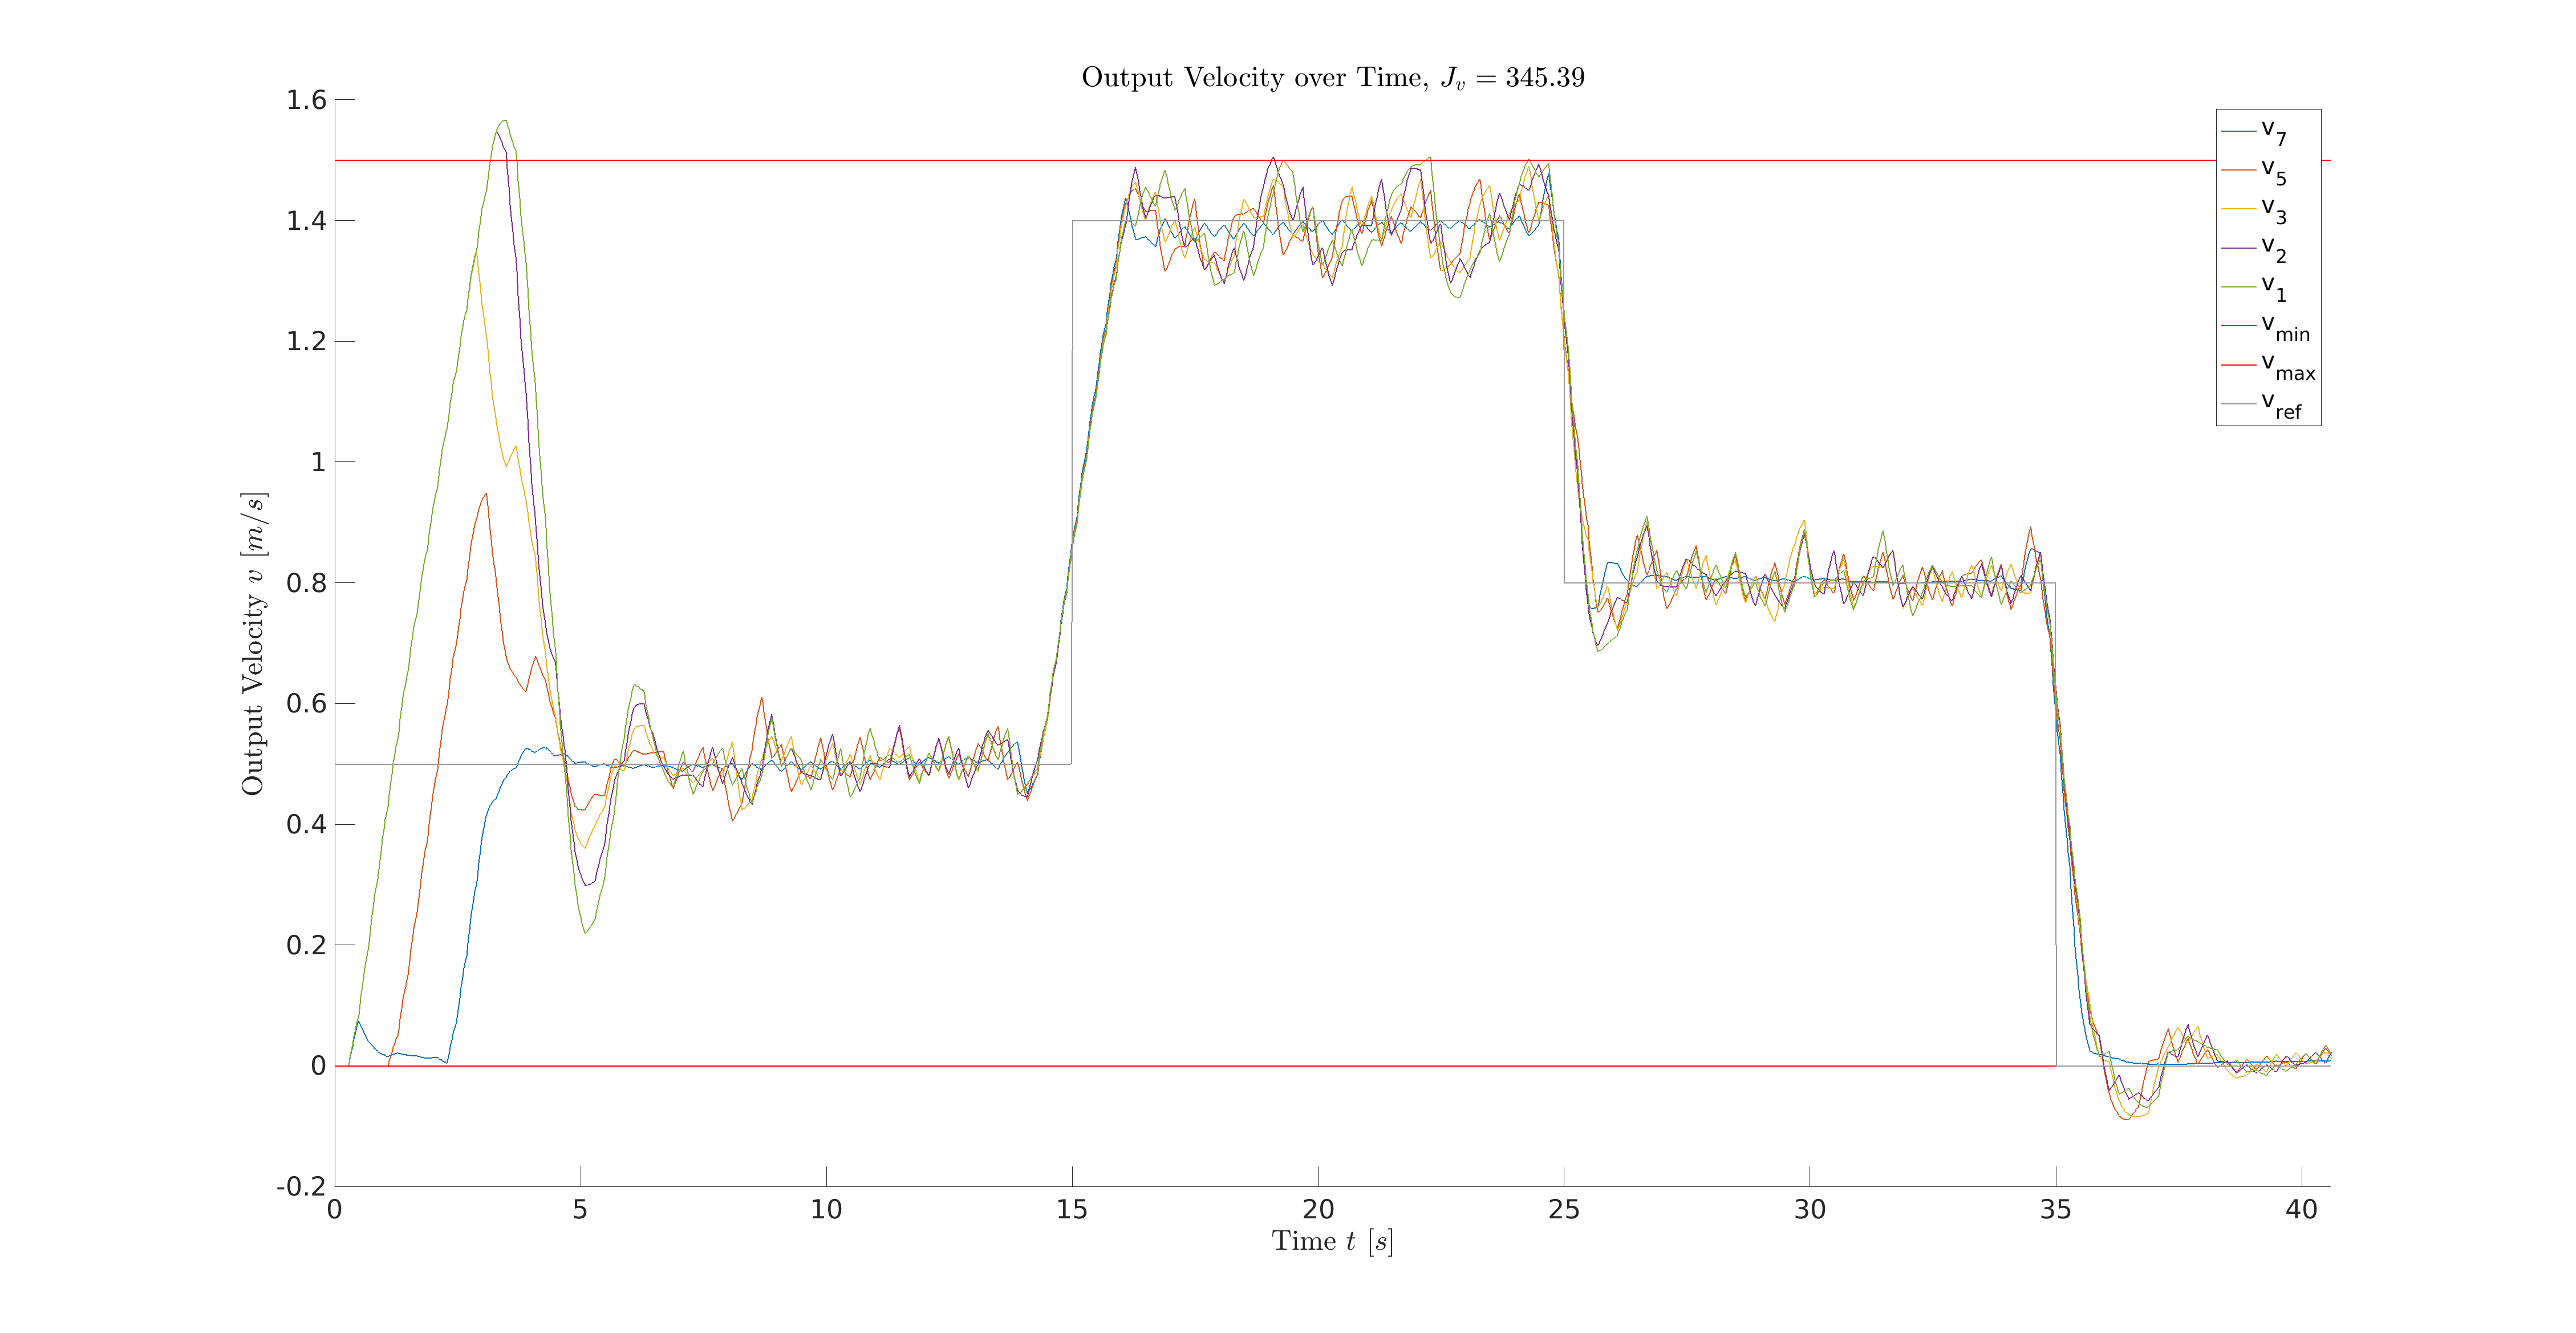 Output Velocity over Time, J_v = 345.39
1.6
1.4
1.2
1
0.8
0.6
0.4
0.2
0
-0.2
Output Velocity v [m/s]
0 5 10 15 20 25 30 35 40
Time t [s]
v_7
v_5
v_3
v_2
v_1
v_min
v_max
v_ref